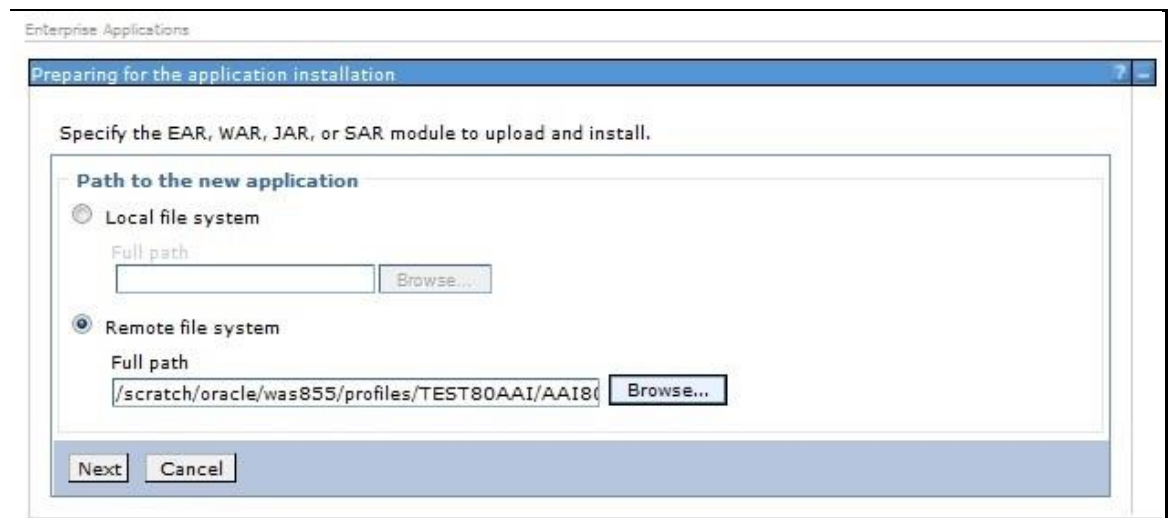 Enterprise Applications
Preparing for the application installation ? -
Specify the EAR, WAR, JAR, or SAR module to upload and install.
Path to the new application
Local file system
Full path
Browse...
Remote file system
Full path
/scratch/oracle/was855/profiles/TEST80AAI/AAI80 Browse...
Next Cancel